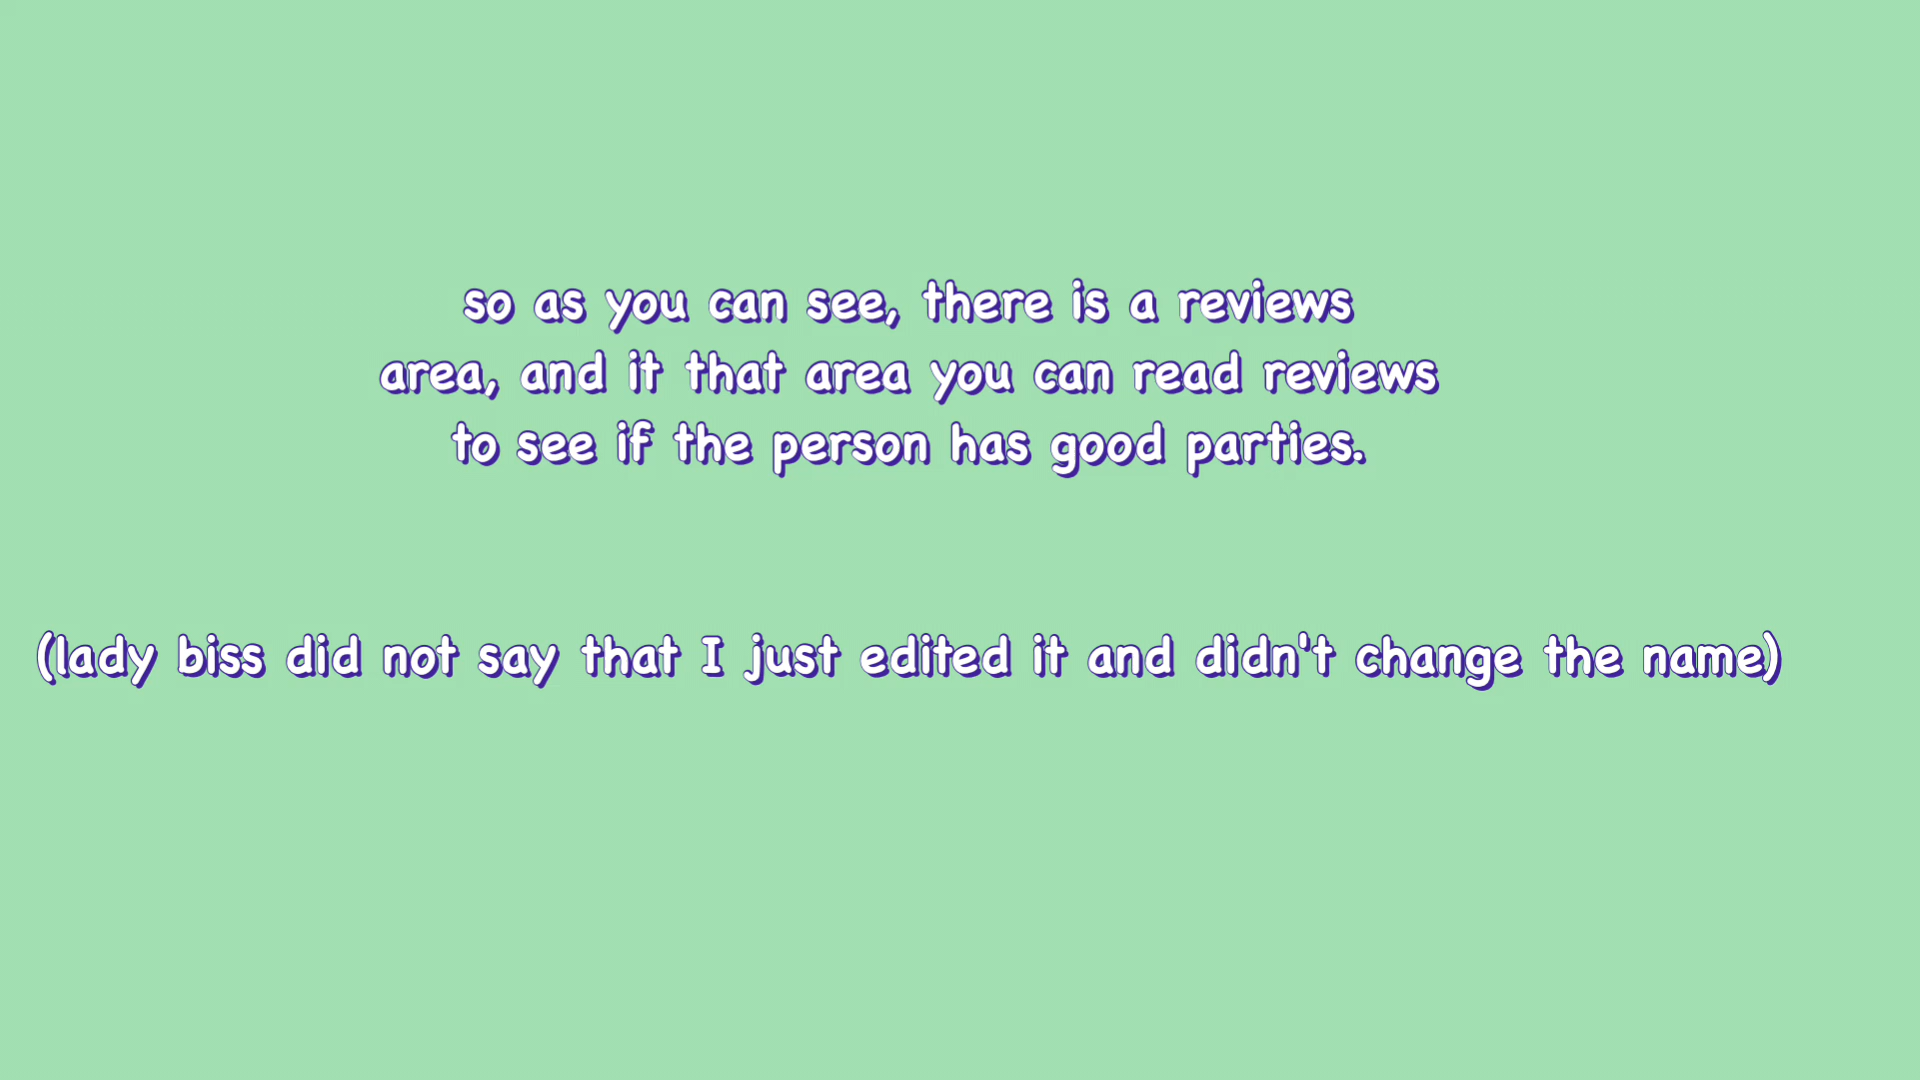 so as you can see, there is a reviews
area, and it that area you can read reviews
to see if the person has good parties.
(lady biss did not say that I just edited it and didn't change the name)